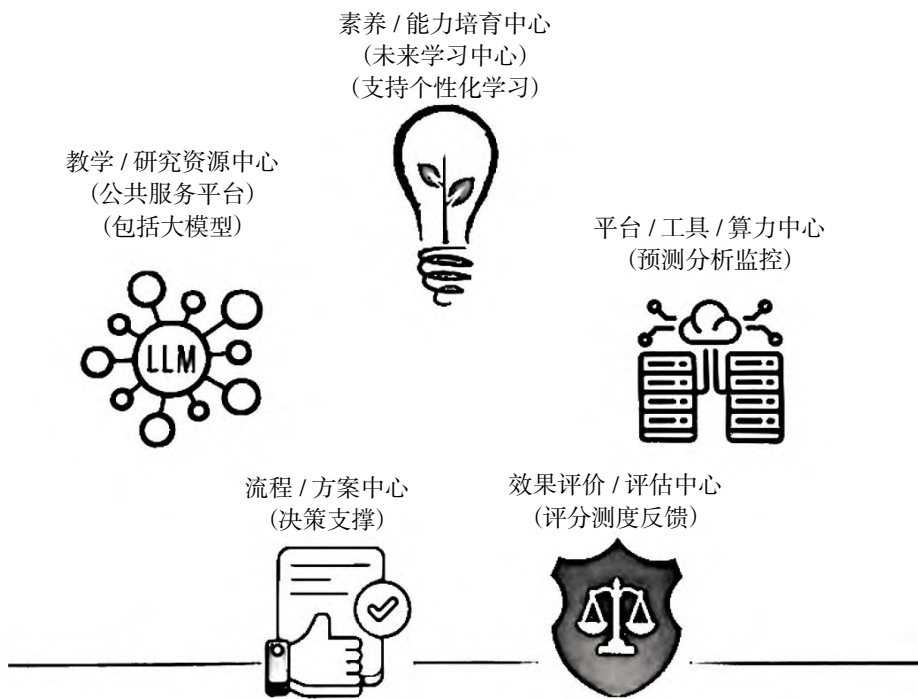 素养 / 能力培育中心
(未来学习中心)
(支持个性化学习)
教学 / 研究资源中心
(公共服务平台)
(包括大模型)
LLM
平台 / 工具 / 算力中心
(预测分析监控)
流程 / 方案中心
(决策支撑)
效果评价 / 评估中心
(评分测度反馈)